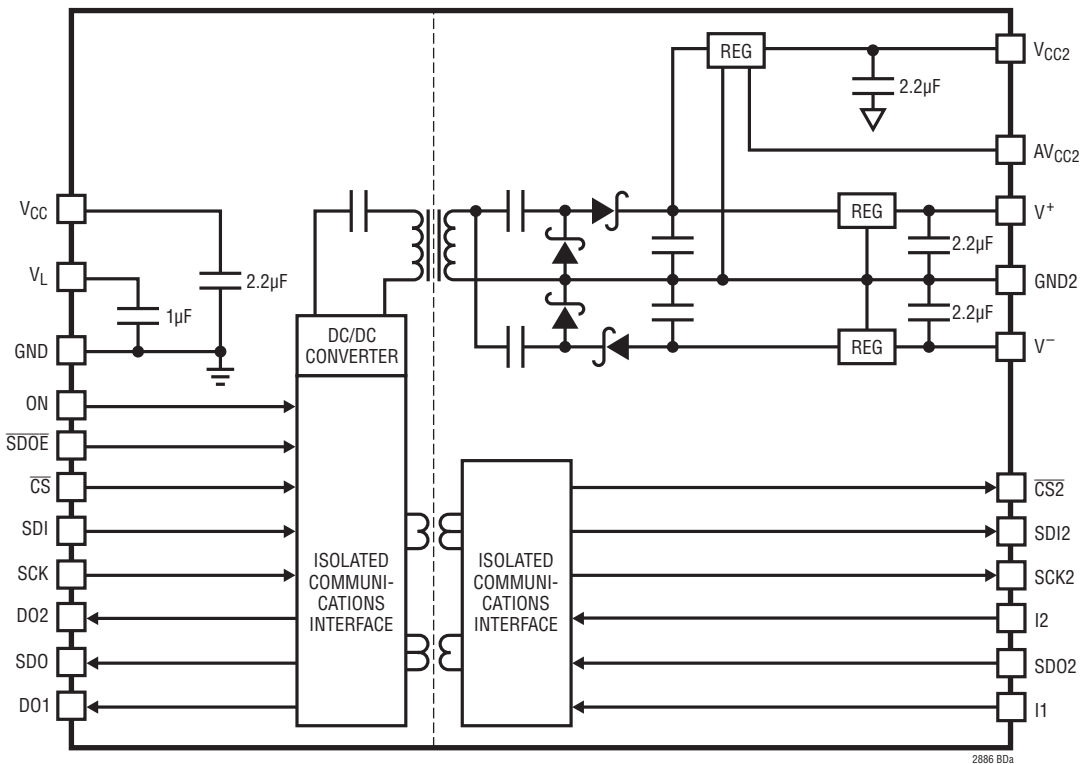 REG
VCC2
2.2µF
AVCC2
VCC
REG
V+
2.2µF
VL
2.2µF
GND2
1µF
2.2µF
DC/DC
CONVERTER
GND
REG
V−
ON
SDOE
CS
CS2
SDI
SDI2
ISOLATED
COMMUNI-
CATIONS
INTERFACE
ISOLATED
COMMUNI-
CATIONS
INTERFACE
SCK
SCK2
DO2
I2
SDO
SDO2
DO1
I1
2886 BDa